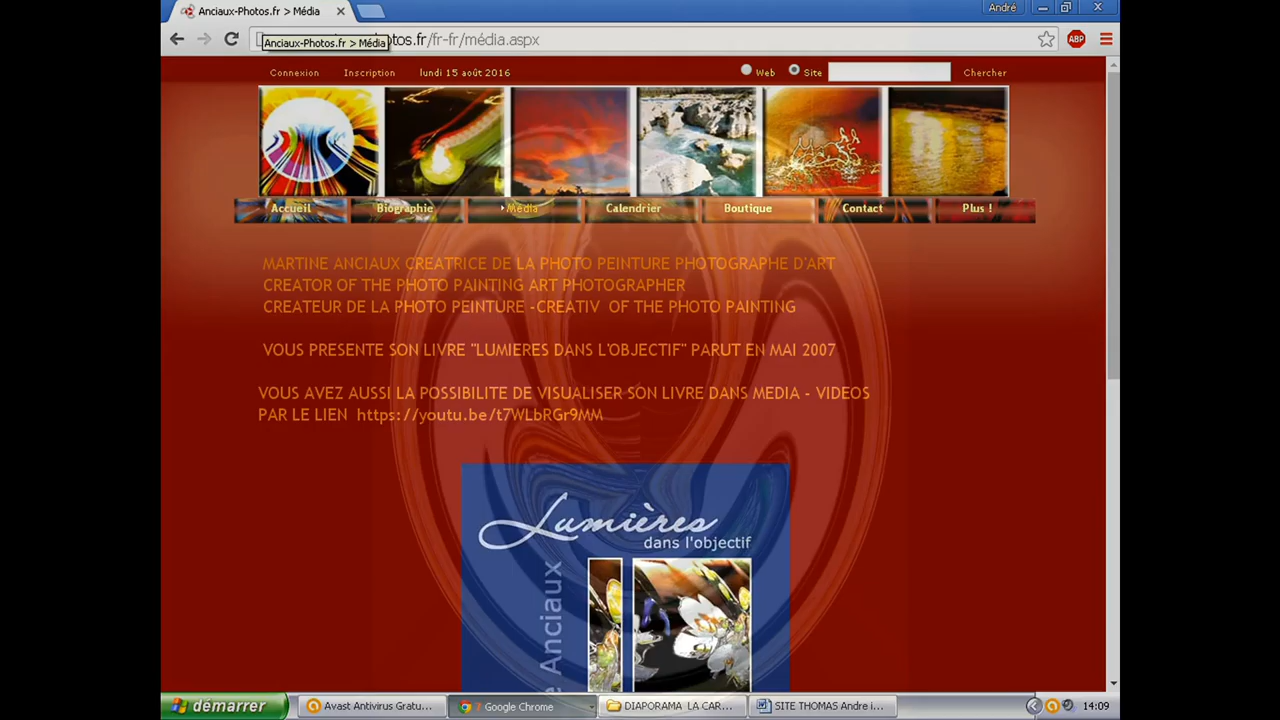 Anciaux-Photos.fr > Média
André
Anciaux-Photos.fr > Média
otos.fr/fr-fr/média.aspx
ABP
Connexion Inscription lundi 15 août 2016 Web Site Chercher
Accueil Biographie Média Calendrier Boutique Contact Plus !
MARTINE ANCIAUX CREATRICE DE LA PHOTO PEINTURE PHOTOGRAPHE D'ART
CREATOR OF THE PHOTO PAINTING ART PHOTOGRAPHER
CREATEUR DE LA PHOTO PEINTURE -CREATIV OF THE PHOTO PAINTING
VOUS PRESENTE SON LIVRE "LUMIERES DANS L'OBJECTIF" PARUT EN MAI 2007
VOUS AVEZ AUSSI LA POSSIBILITE DE VISUALISER SON LIVRE DANS MEDIA - VIDEOS
PAR LE LIEN https://youtu.be/t7WLbRGr9MM
Lumières
dans l'objectif
e Anciaux
démarrer Avast Antivirus Gratu... 7 Google Chrome DIAPORAMA LA CAR... SITE THOMAS Andre i... 14:09